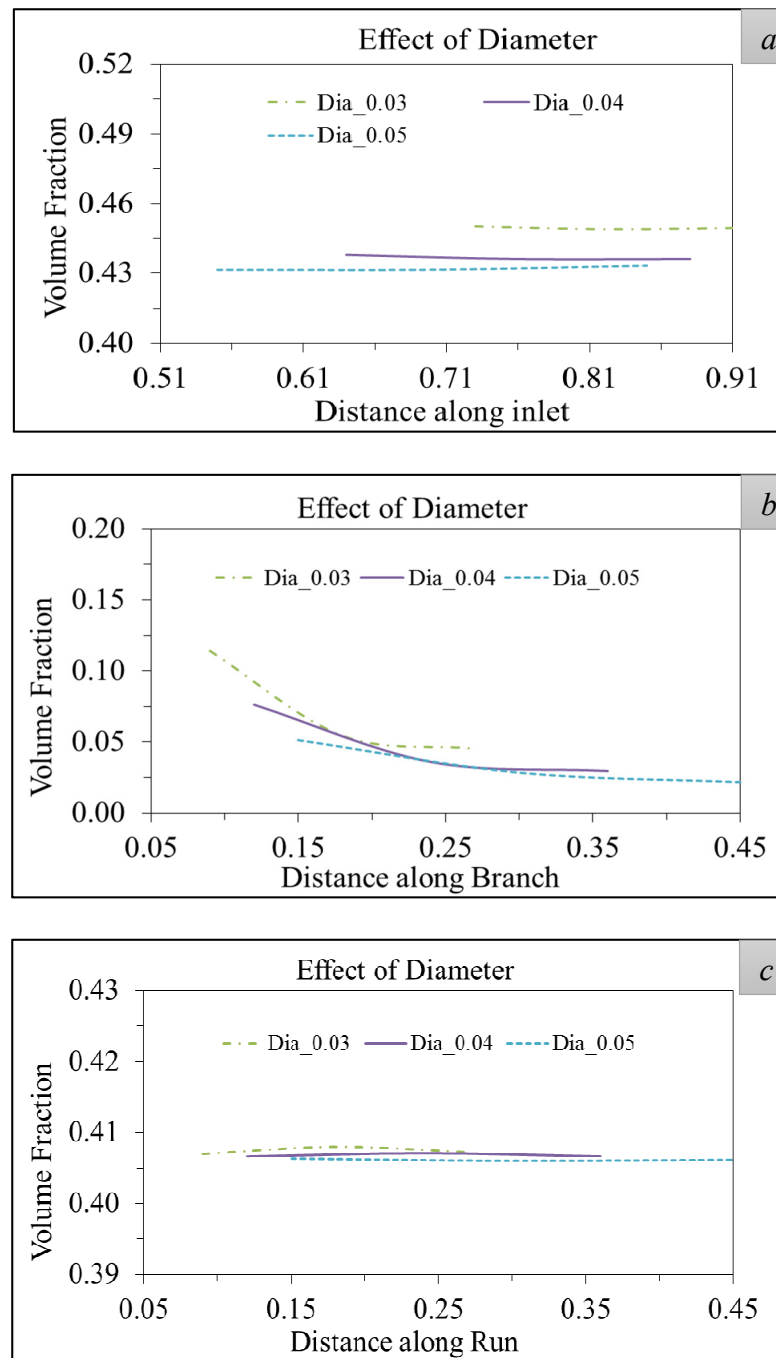 Effect of Diameter
a
0.52
0.49
0.46
0.43
0.40
Volume Fraction
Dia_0.03
Dia_0.04
Dia_0.05
0.51 0.61 0.71 0.81 0.91
Distance along inlet
Effect of Diameter
b
0.20
0.15
0.10
0.05
0.00
Volume Fraction
Dia_0.03 Dia_0.04 Dia_0.05
0.05 0.15 0.25 0.35 0.45
Distance along Branch
Effect of Diameter
c
0.43
0.42
0.41
0.40
0.39
Volume Fraction
Dia_0.03 Dia_0.04 Dia_0.05
0.05 0.15 0.25 0.35 0.45
Distance along Run